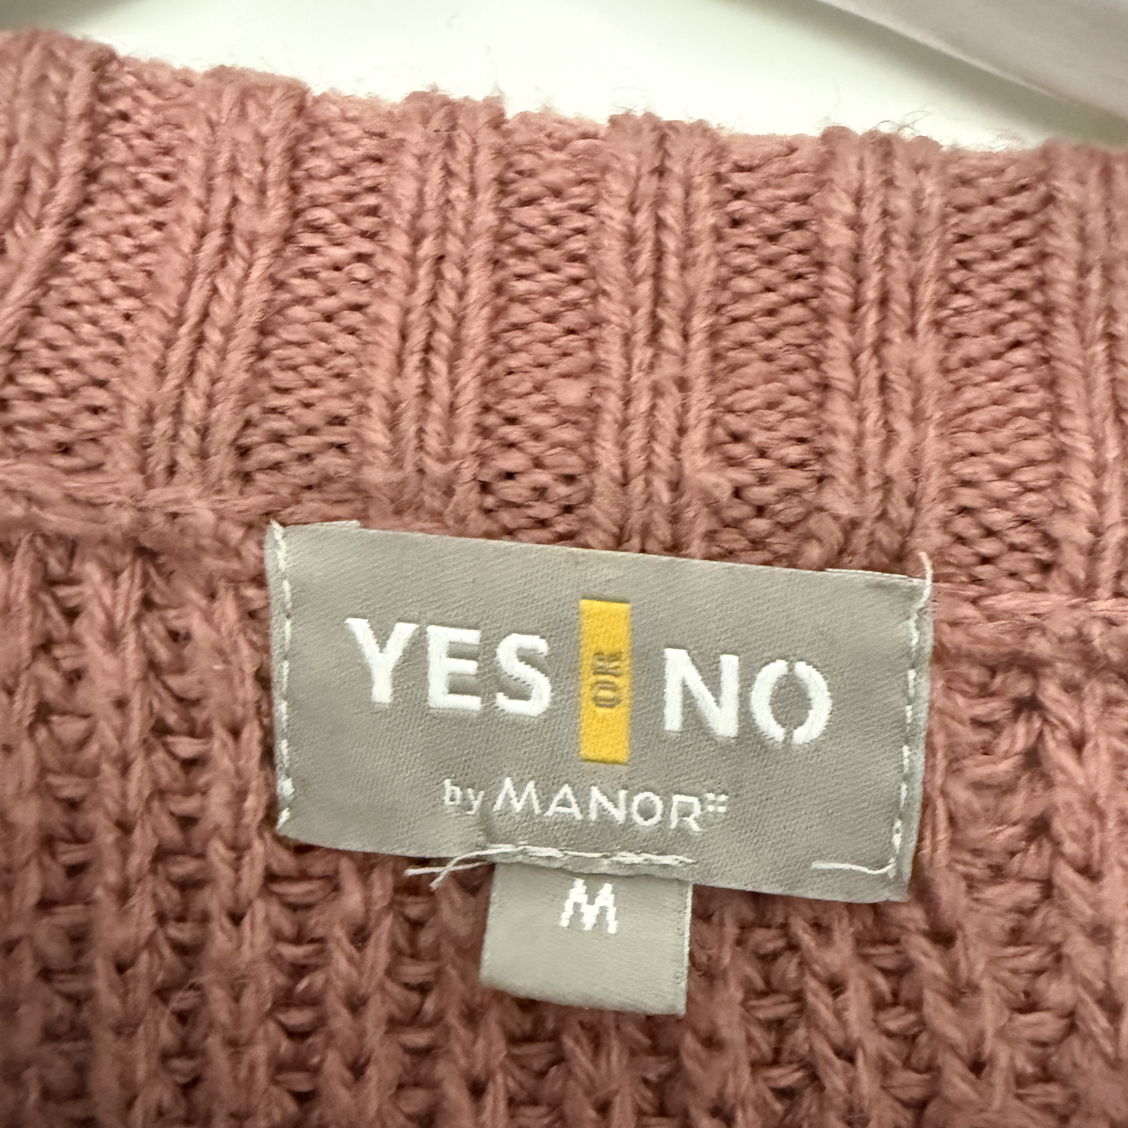 YES OR NO
by MANOR
M